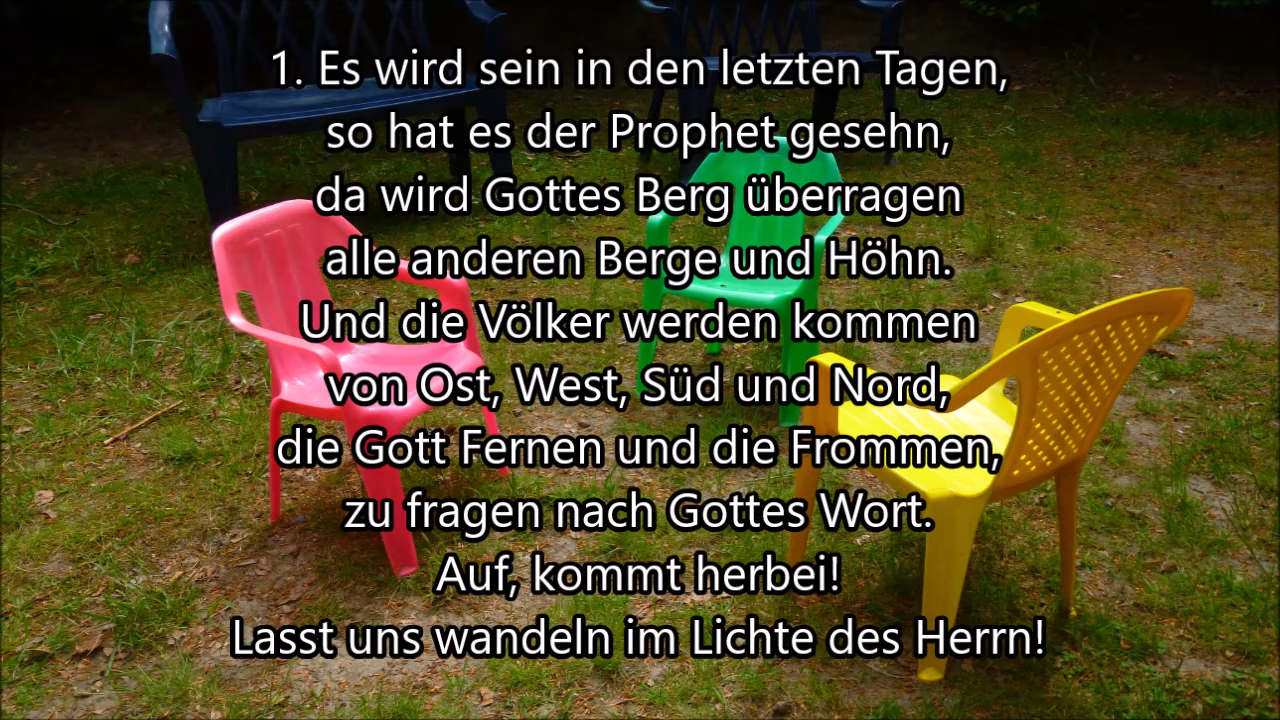 1. Es wird sein in den letzten Tagen,
so hat es der Prophet gesehn,
da wird Gottes Berg überragen
alle anderen Berge und Höhn.
Und die Völker werden kommen
von Ost, West, Süd und Nord,
die Gott Fernen und die Frommen,
zu fragen nach Gottes Wort.
Auf, kommt herbei!
Lasst uns wandeln im Lichte des Herrn!